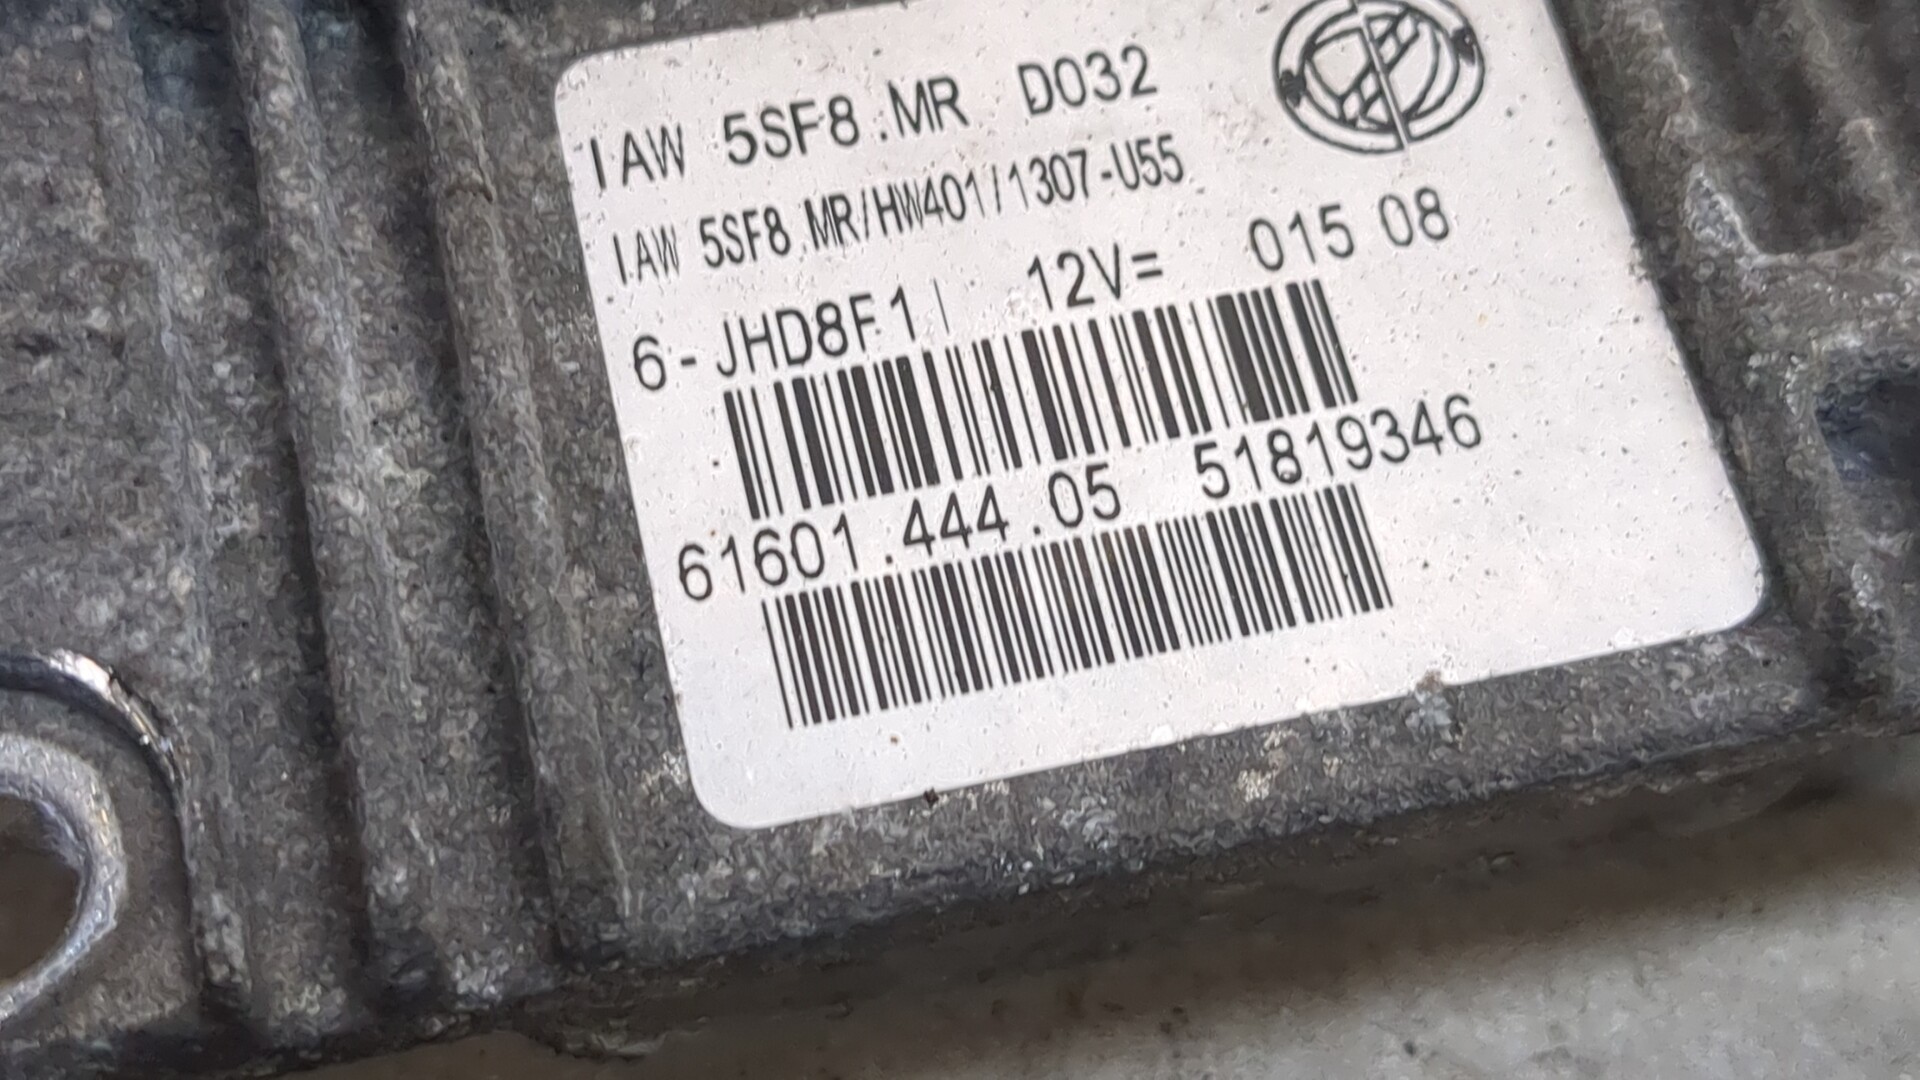 IAW 5SF8.MR D032
IAW 5SF8.MR/HW401/1307-U55
6-JHD8F1 12V= 015 08
61601.444.05 51819346